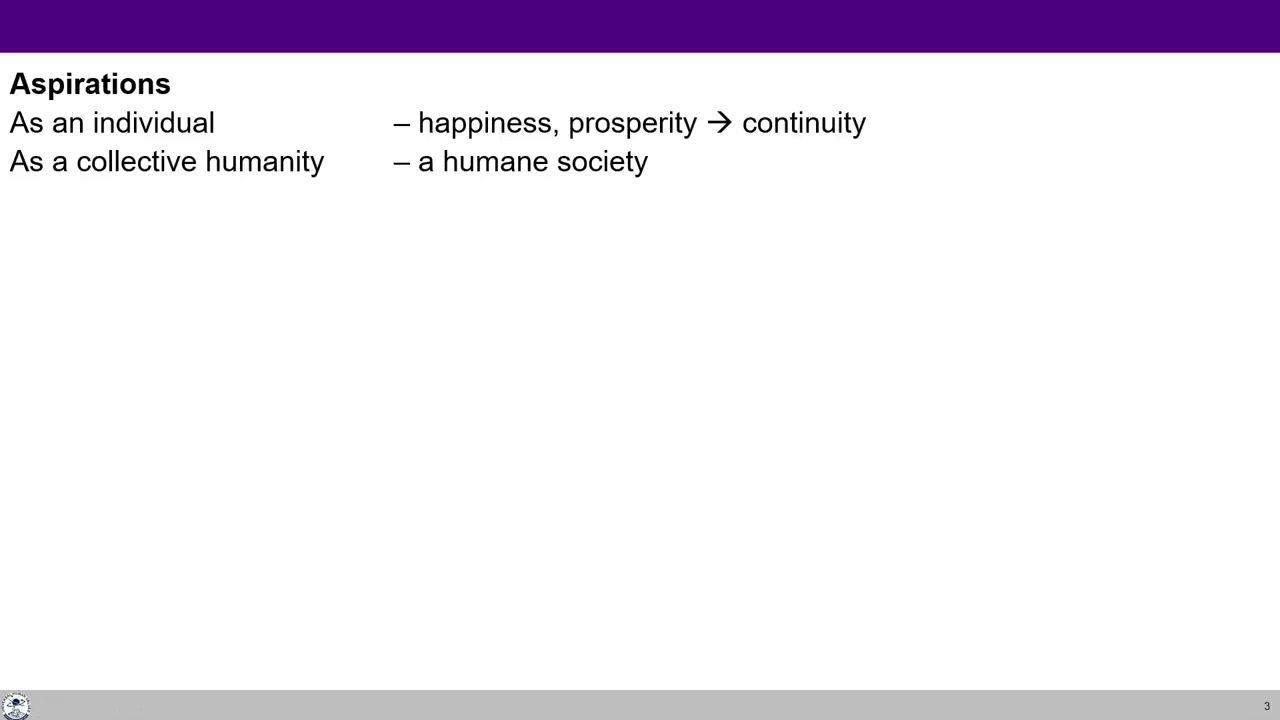 Aspirations
As an individual – happiness, prosperity → continuity
As a collective humanity – a humane society
3